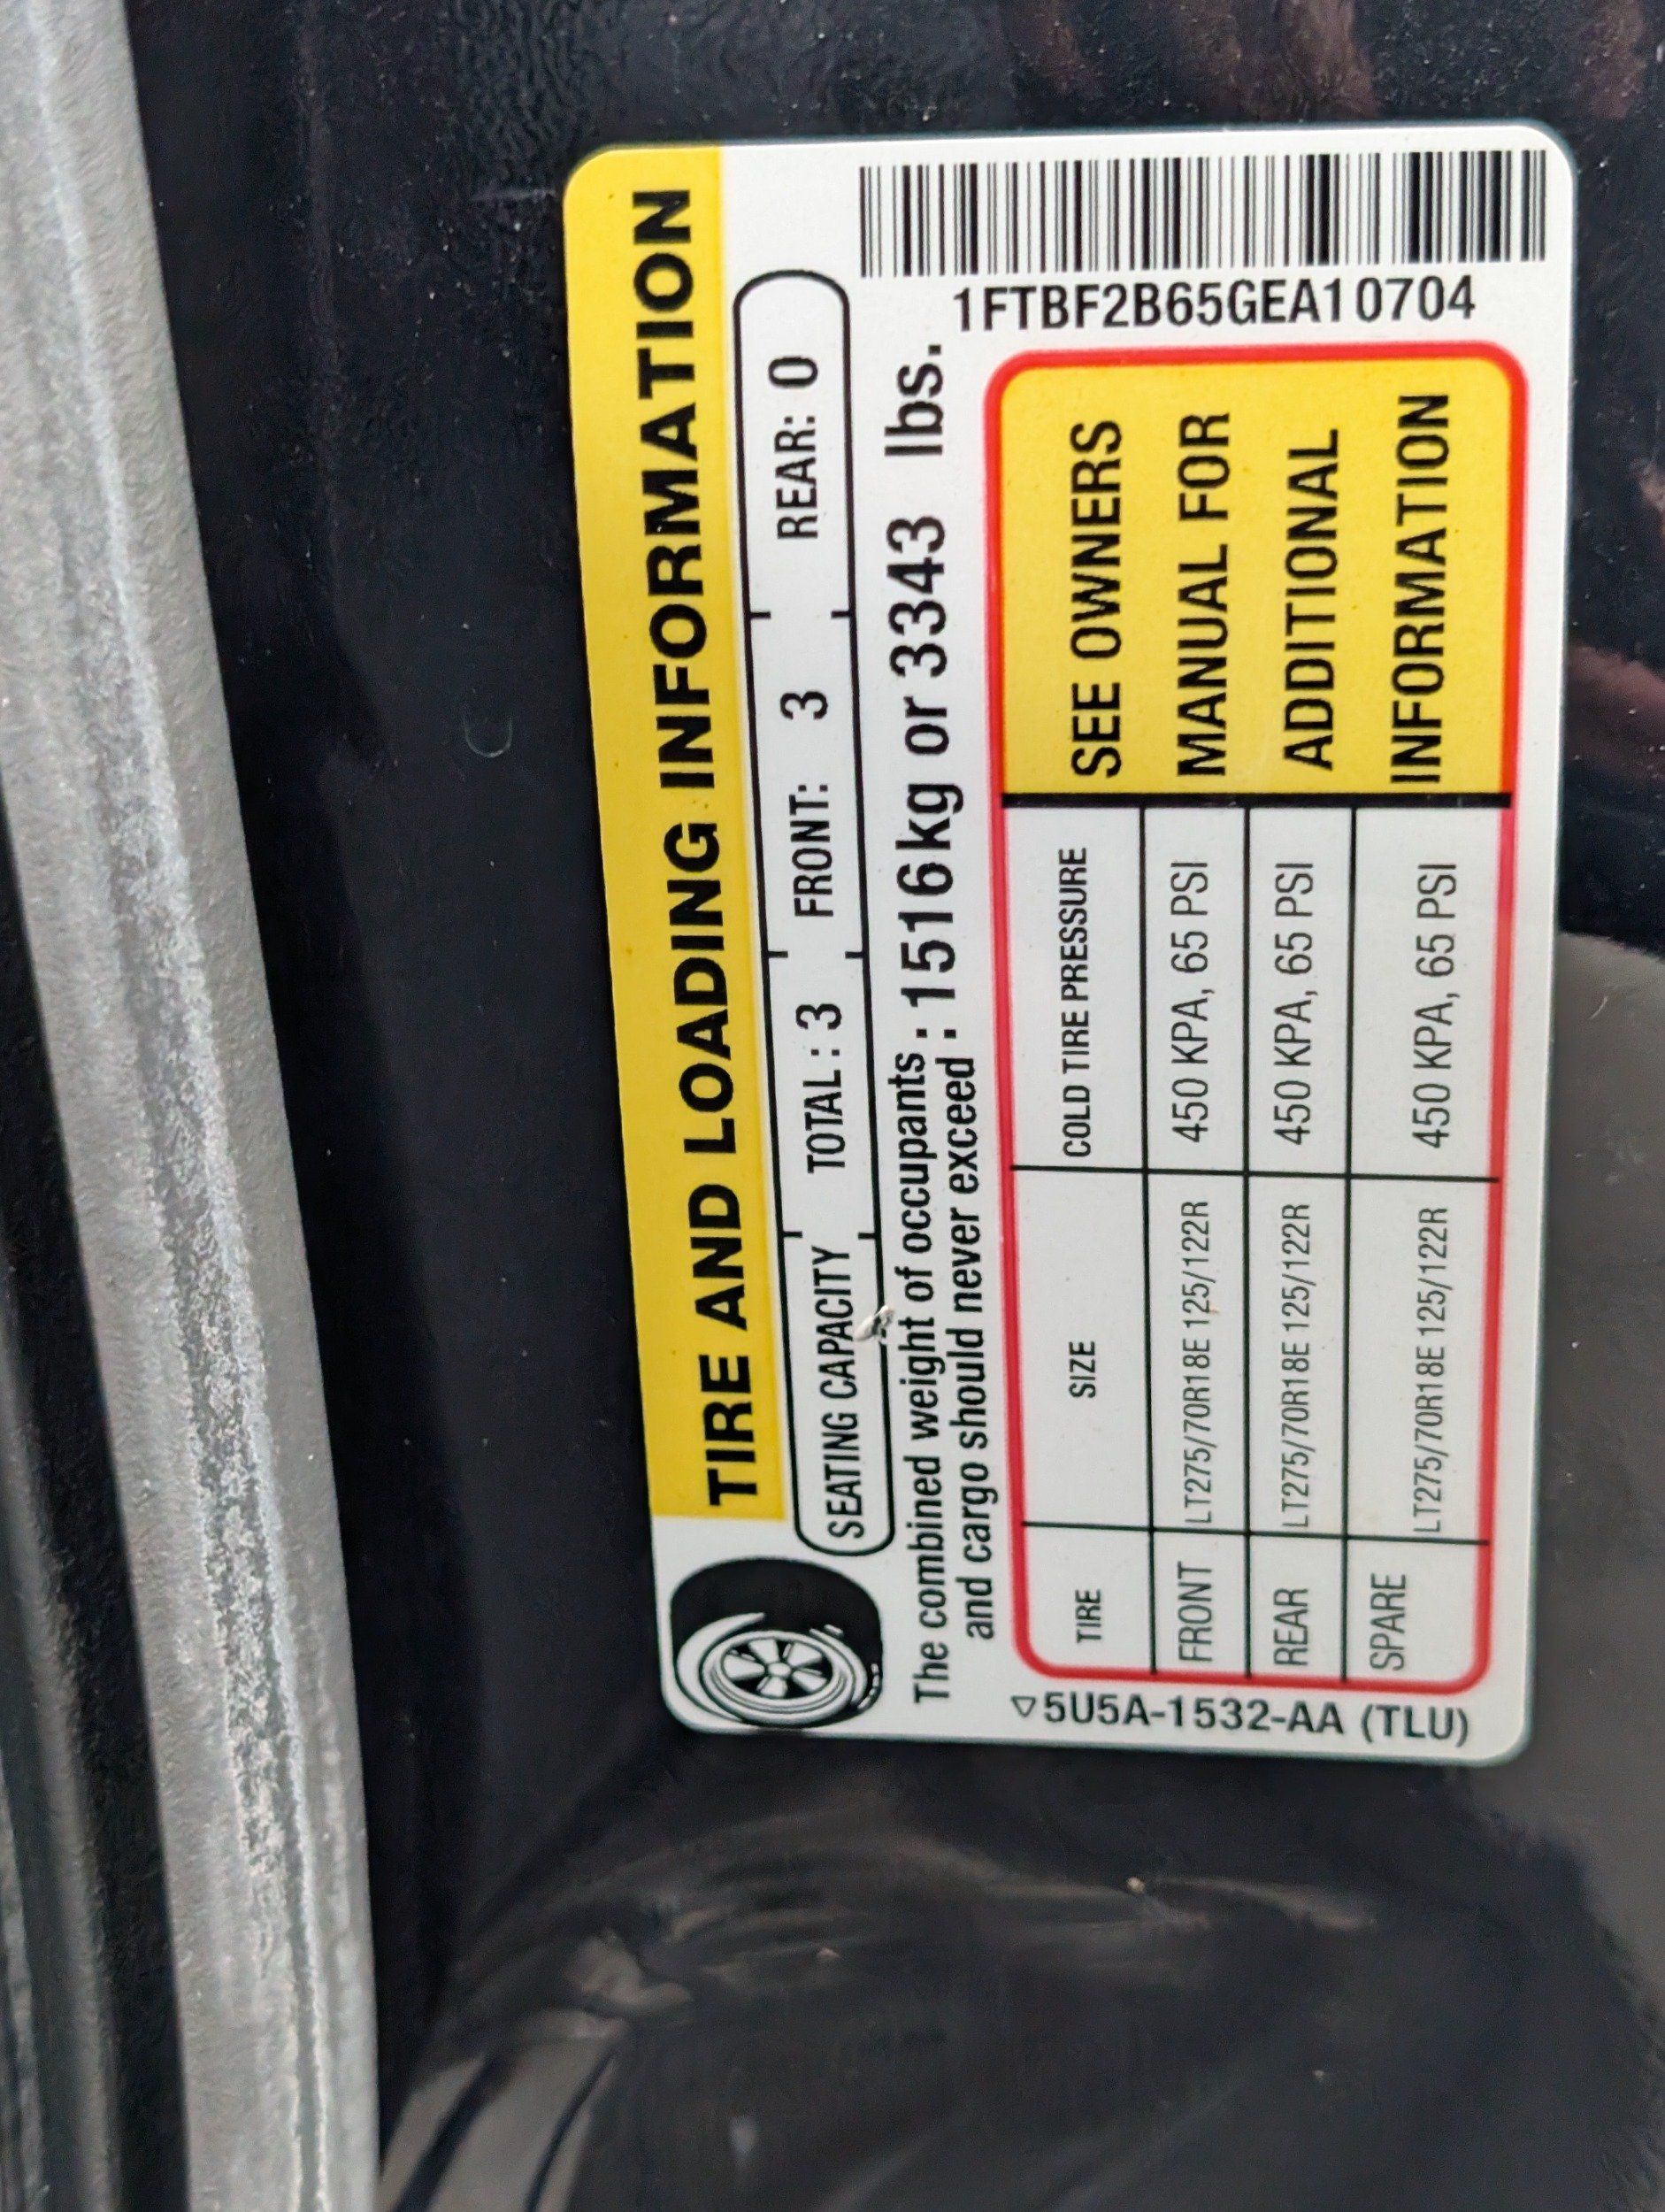 TIRE AND LOADING INFORMATION
SEATING CAPACITY TOTAL : 3 FRONT: 3 REAR: 0
The combined weight of occupants
and cargo should never exceed : 1516kg or 3343 lbs.
1FTBF2B65GEA10704
TIRE SIZE COLD TIRE PRESSURE
FRONT LT275/70R18E 125/122R 450 KPA, 65 PSI
REAR LT275/70R18E 125/122R 450 KPA, 65 PSI
SPARE LT275/70R18E 125/122R 450 KPA, 65 PSI
SEE OWNERS
MANUAL FOR
ADDITIONAL
INFORMATION
▽5U5A-1532-AA (TLU)